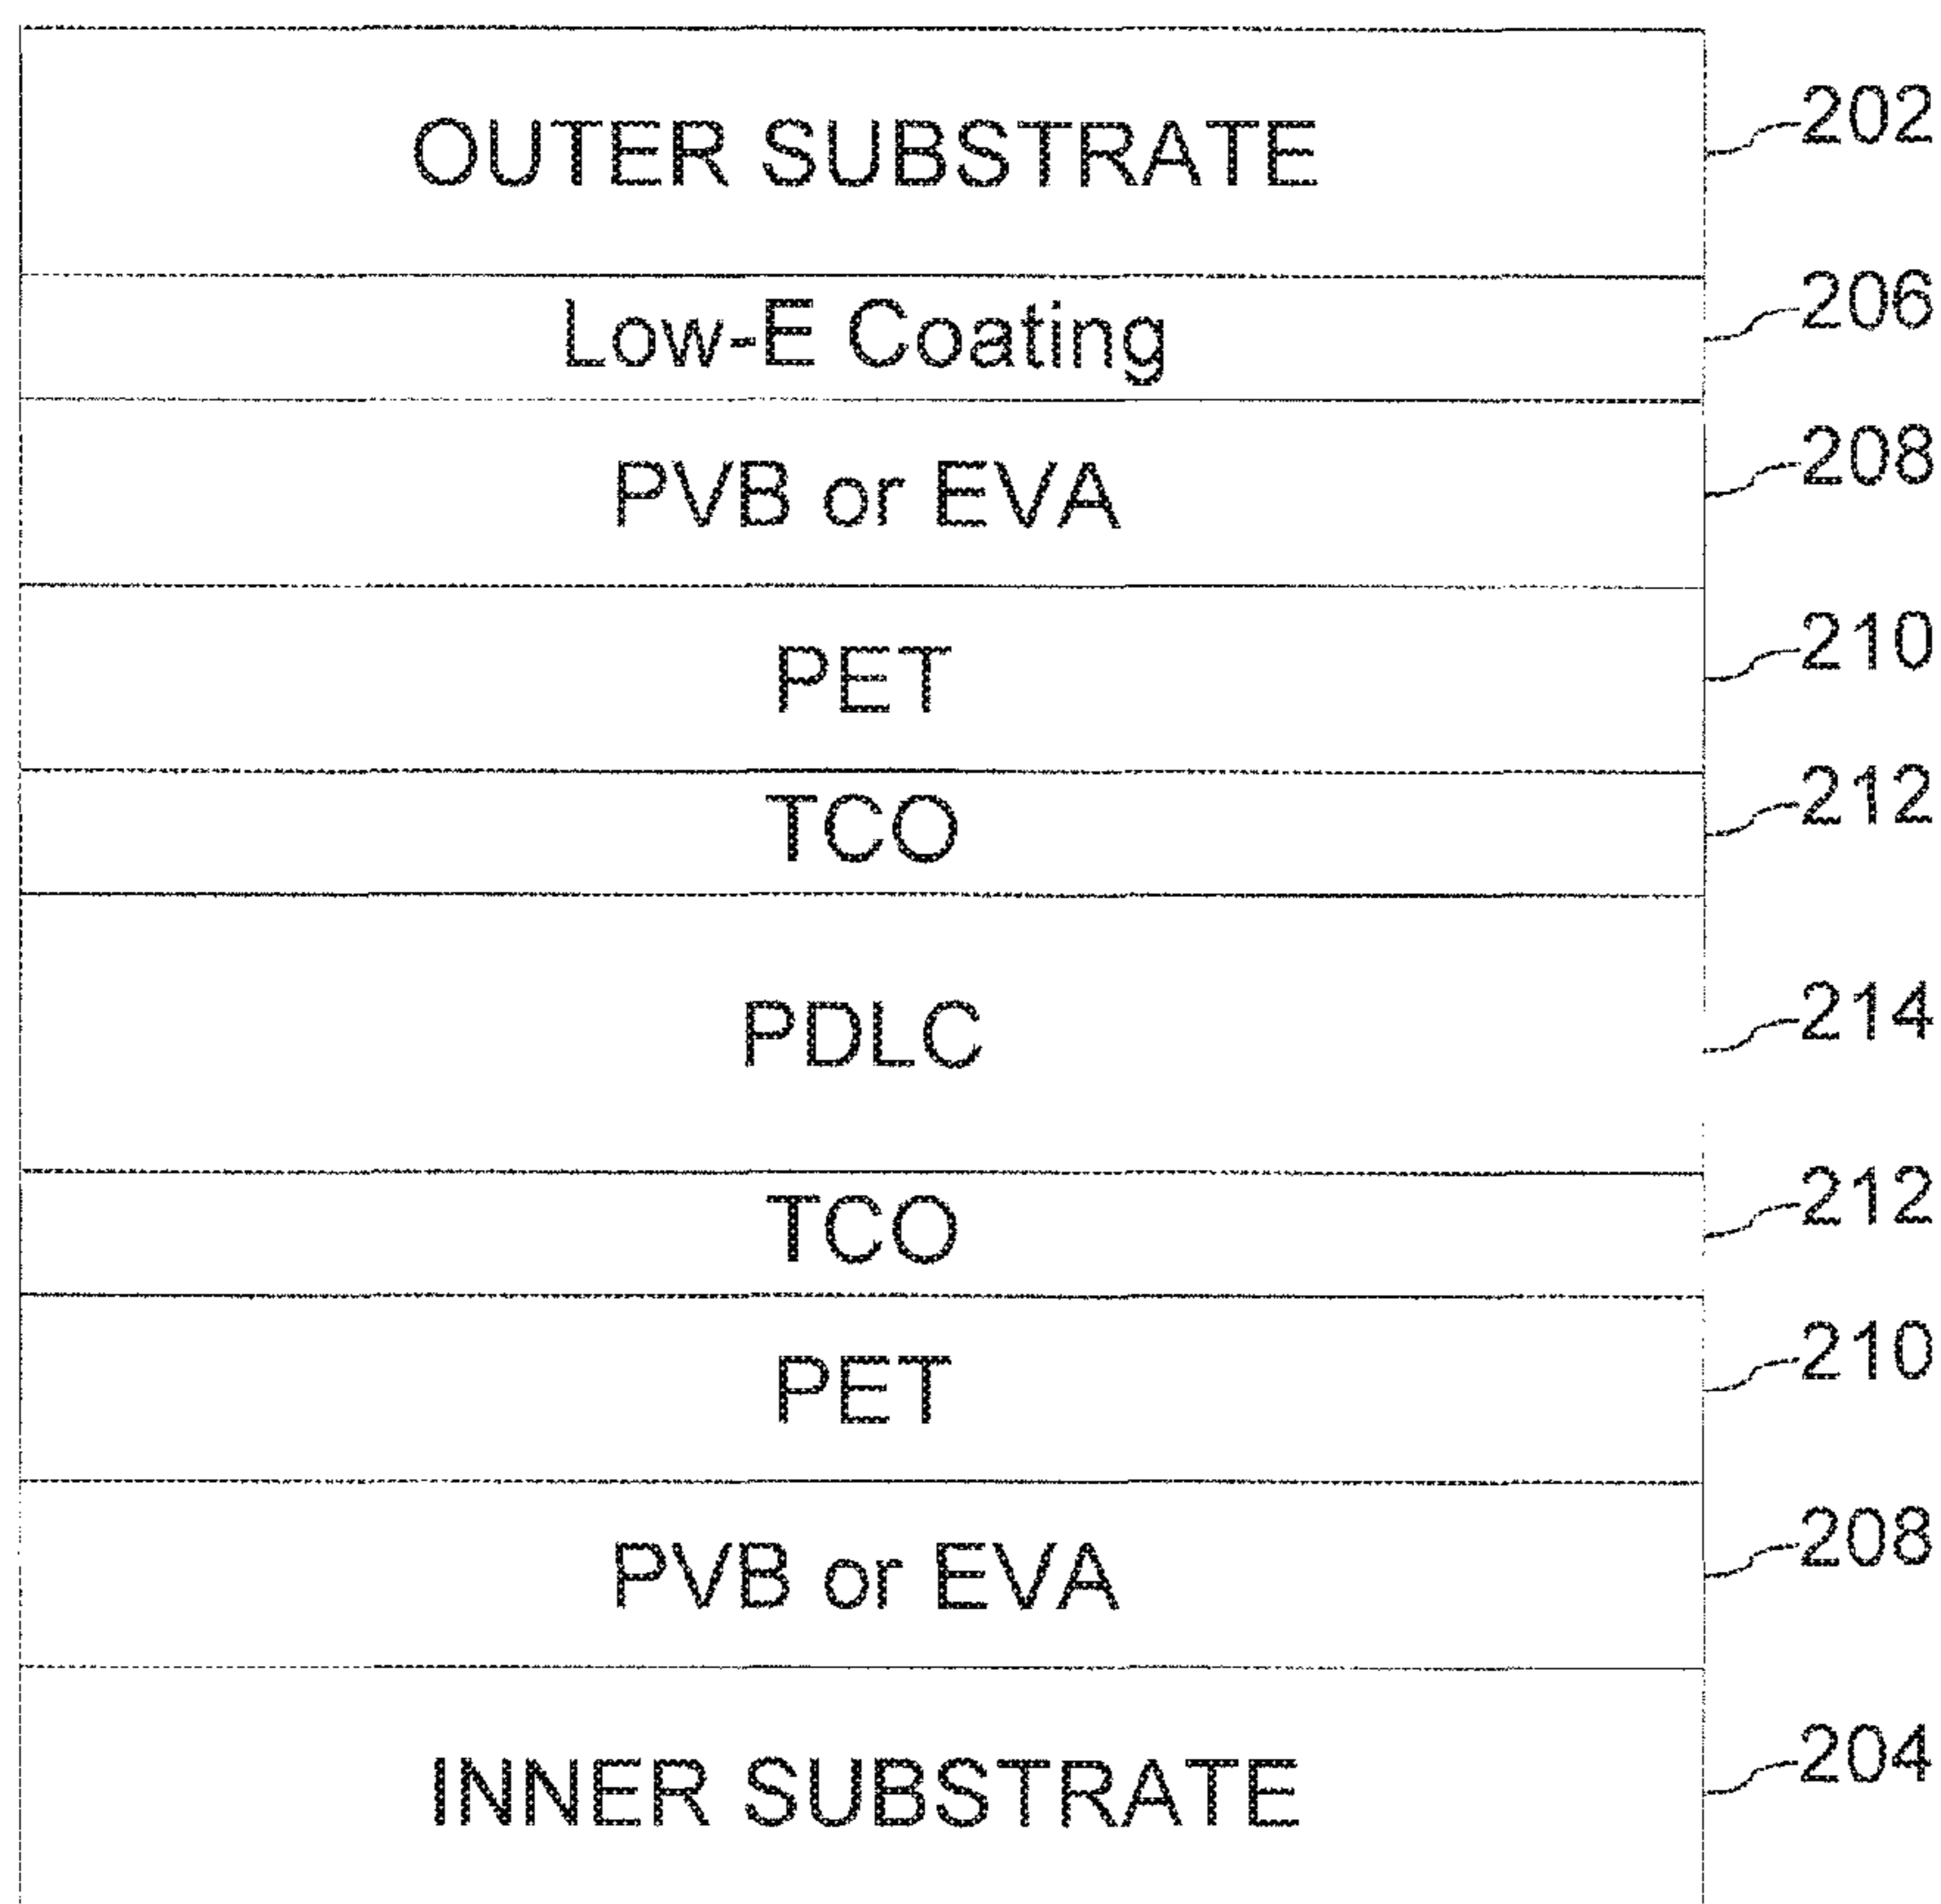 OUTER SUBSTRATE 202
Low-E Coating 206
PVB or EVA 208
PET 210
TCO 212
PDLC 214
TCO 212
PET 210
PVB or EVA 208
INNER SUBSTRATE 204